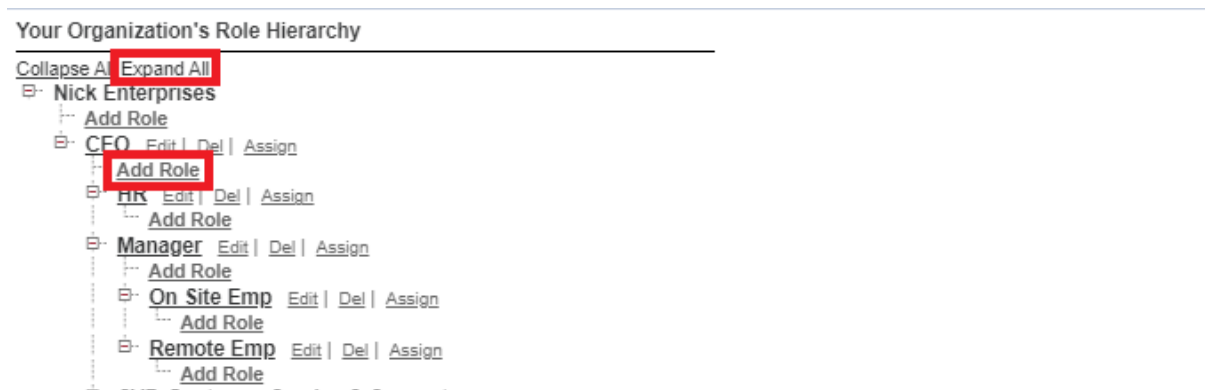 Your Organization's Role Hierarchy
Collapse Al Expand All
Nick Enterprises
Add Role
CEO Edit | Del | Assign
Add Role
HR Edit | Del | Assign
Add Role
Manager Edit | Del | Assign
Add Role
On Site Emp Edit | Del | Assign
Add Role
Remote Emp Edit | Del | Assign
Add Role